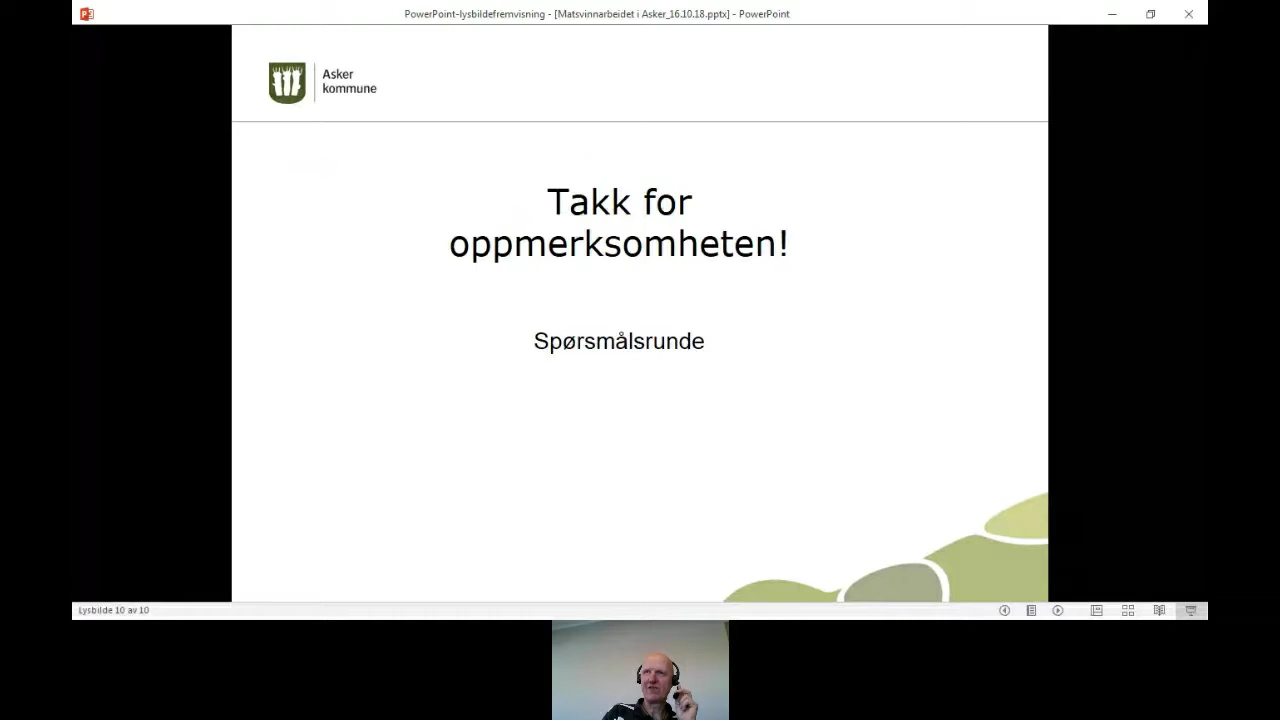 PowerPoint-lysbildefremvisning - [Matsvinnarbeidet i Asker_16.10.18.pptx] - PowerPoint
Asker
kommune
Takk for
oppmerksomheten!
Spørsmålsrunde
Lysbilde 10 av 10